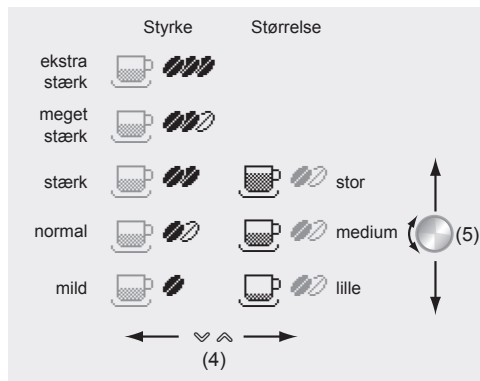 Styrke Størrelse
ekstra
stærk
meget
stærk
stærk stor
normal medium (5)
mild lille
(4)